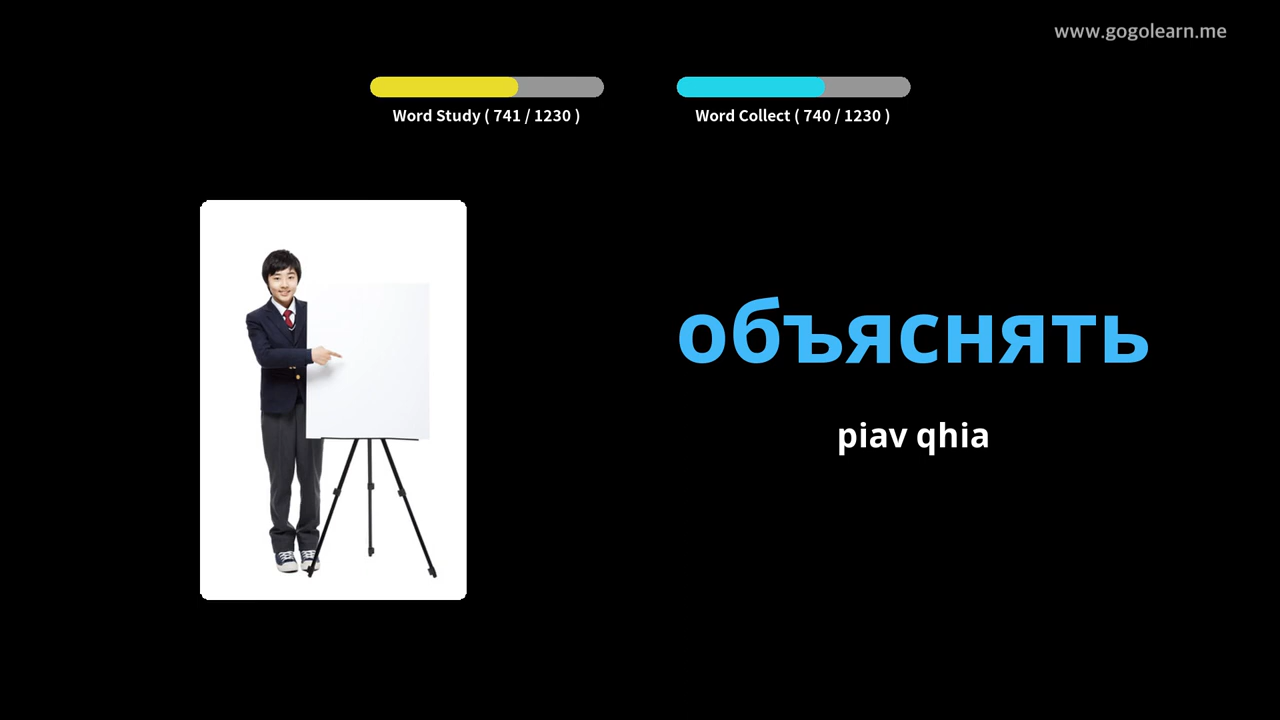 www.gogolearn.me
Word Study ( 741 / 1230 )
Word Collect ( 740 / 1230 )
объяснять
piav qhia